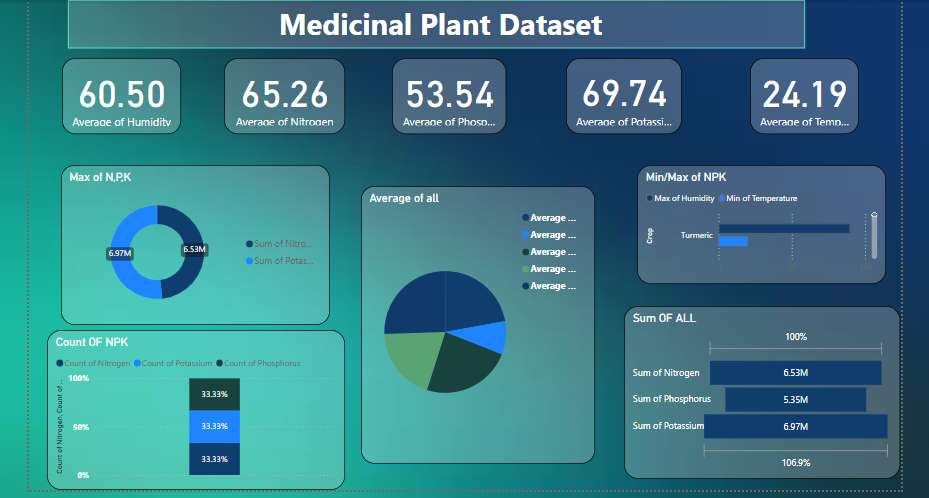 Medicinal Plant Dataset
60.50
Average of Humidity
65.26
Average of Nitrogen
53.54
Average of Phosp...
69.74
Average of Potassi...
24.19
Average of Temp...
Max of N,P,K
6.97M
6.53M
Sum of Nitro...
Sum of Potas...
Average of all
Average ...
Average ...
Average ...
Average ...
Average ...
Min/Max of NPK
Max of Humidity Min of Temperature
Crop
Turmeric
Count OF NPK
Count of Nitrogen Count of Potassium Count of Phosphorus
Count of Nitrogen, Count of ...
100%
50%
0%
33.33%
33.33%
33.33%
Sum OF ALL
100%
Sum of Nitrogen 6.53M
Sum of Phosphorus 5.35M
Sum of Potassium 6.97M
106.9%